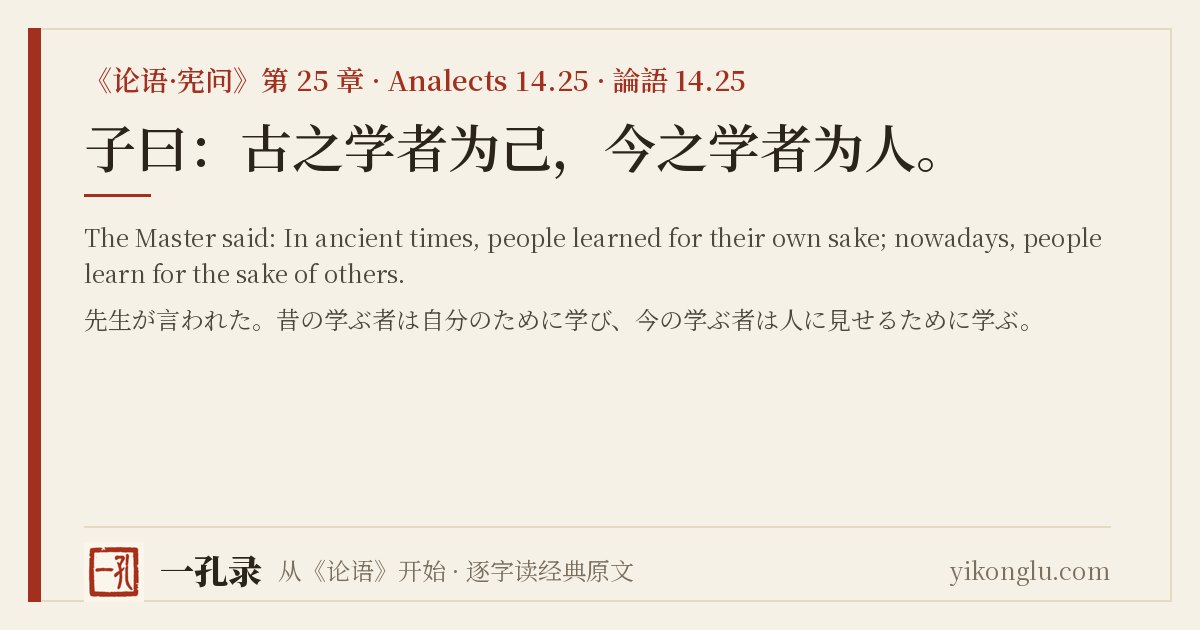 《论语·宪问》第 25 章 · Analects 14.25 · 論語 14.25
子曰：古之学者为己，今之学者为人。
The Master said: In ancient times, people learned for their own sake; nowadays, people
learn for the sake of others.
先生が言われた。昔の学ぶ者は自分のために学び、今の学ぶ者は人に見せるために学ぶ。
一孔
一孔录 从《论语》开始 · 逐字读经典原文 yikonglu.com